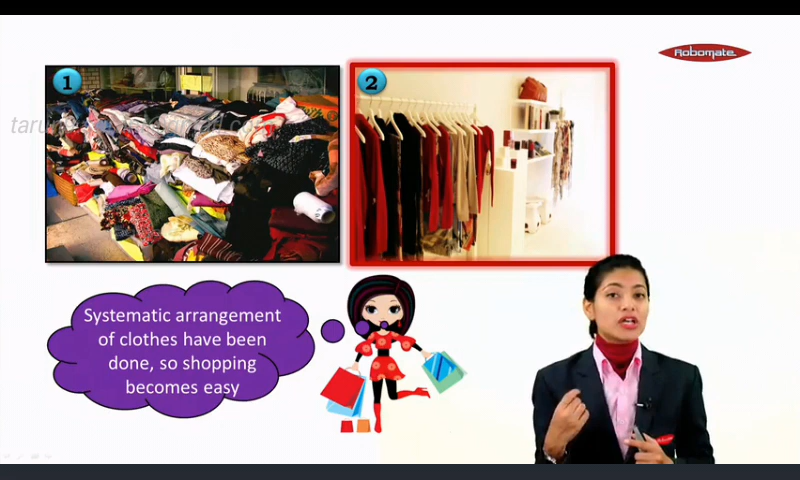 Robomate
1
2
Systematic arrangement
of clothes have been
done, so shopping
becomes easy